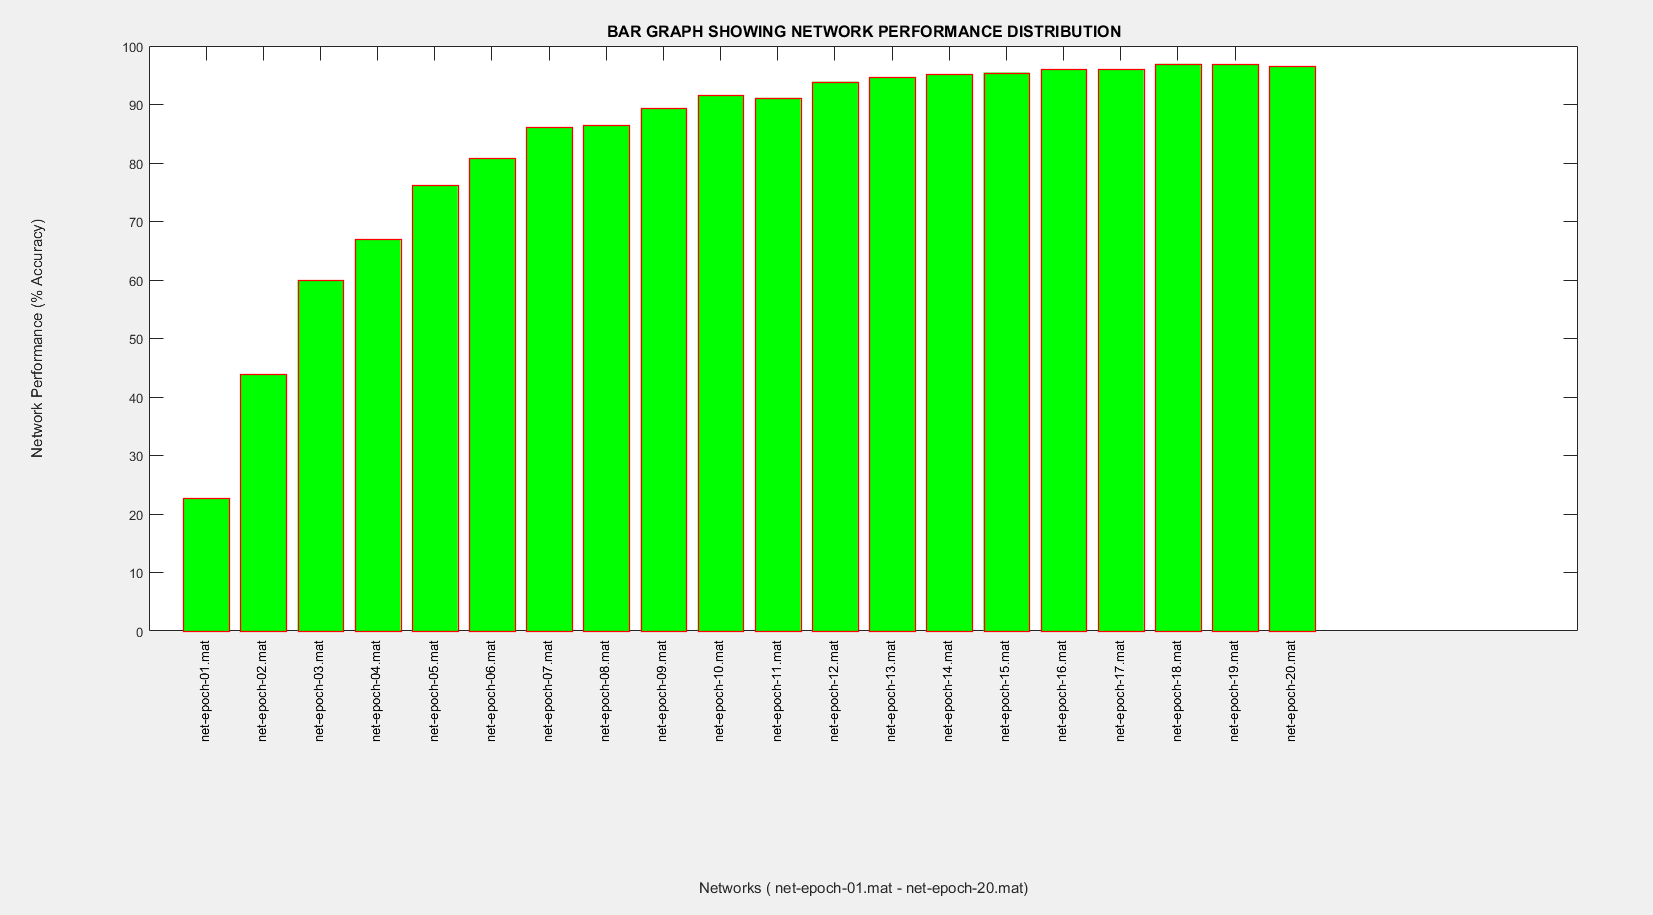 BAR GRAPH SHOWING NETWORK PERFORMANCE DISTRIBUTION
Network Performance (% Accuracy)
100
90
80
70
60
50
40
30
20
10
0
net-epoch-01.mat
net-epoch-02.mat
net-epoch-03.mat
net-epoch-04.mat
net-epoch-05.mat
net-epoch-06.mat
net-epoch-07.mat
net-epoch-08.mat
net-epoch-09.mat
net-epoch-10.mat
net-epoch-11.mat
net-epoch-12.mat
net-epoch-13.mat
net-epoch-14.mat
net-epoch-15.mat
net-epoch-16.mat
net-epoch-17.mat
net-epoch-18.mat
net-epoch-19.mat
net-epoch-20.mat
Networks ( net-epoch-01.mat - net-epoch-20.mat)